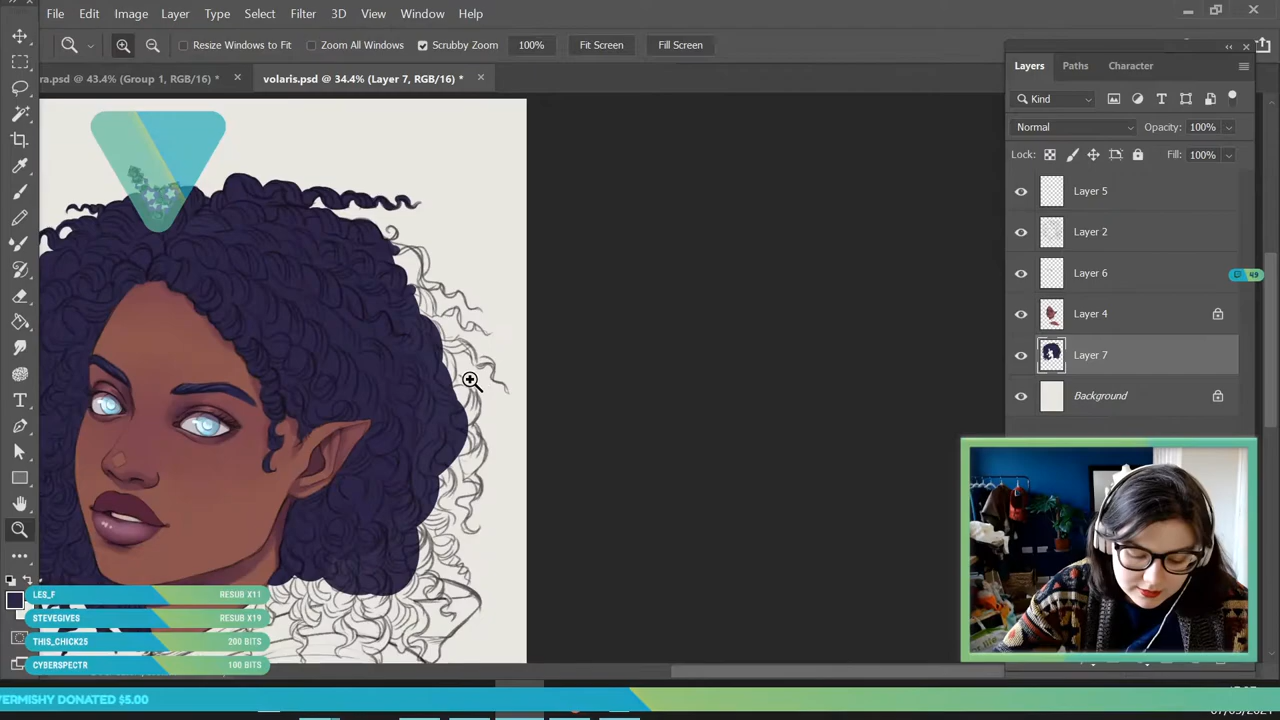 File Edit Image Layer Type Select Filter 3D View Window Help
Resize Windows to Fit Zoom All Windows Scrubby Zoom 100% Fit Screen Fill Screen
ra.psd @ 43.4% (Group 1, RGB/16) * volaris.psd @ 34.4% (Layer 7, RGB/16) *
Layers Paths Character
Kind
Normal Opacity: 100%
Lock: Fill: 100%
Layer 5
Layer 2
Layer 6
49
Layer 4
Layer 7
Background
LES_F RESUB X11
STEVEGIVES RESUB X19
THIS_CHICK25 200 BITS
CYBERSPECTR 100 BITS
VERMISHY DONATED $5.00